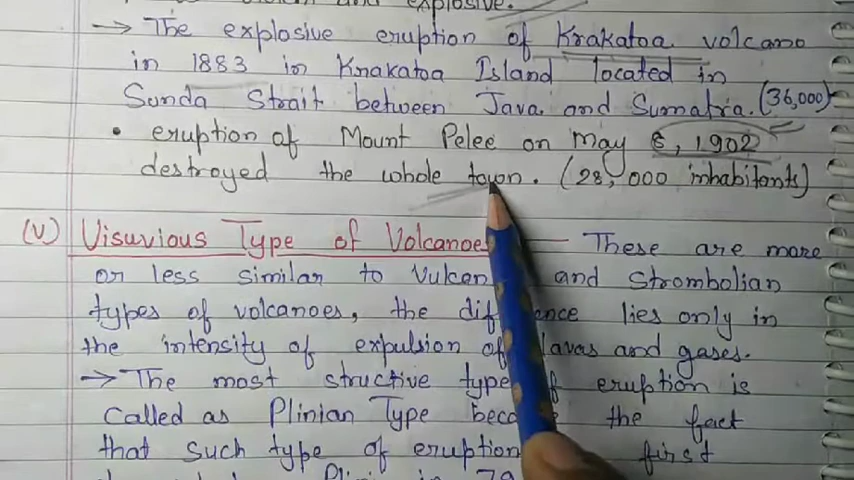 explosive.
→ The explosive eruption of Krakatoa volcano
in 1883 in Krakatoa Island located in
Sunda Strait between Java and Sumatra. (36,000)
• eruption of Mount Pelee on may 8, 1902
destroyed the whole town. (28,000 inhabitants)
(V) Visuvious Type of Volcanoes — These are more
or less similar to Vulcan and Strombolian
types of volcanoes, the difference lies only in
the intensity of expulsion of lavas and gases.
→ The most structive type of eruption is
called as Plinian Type the fact
that such type of eruption first